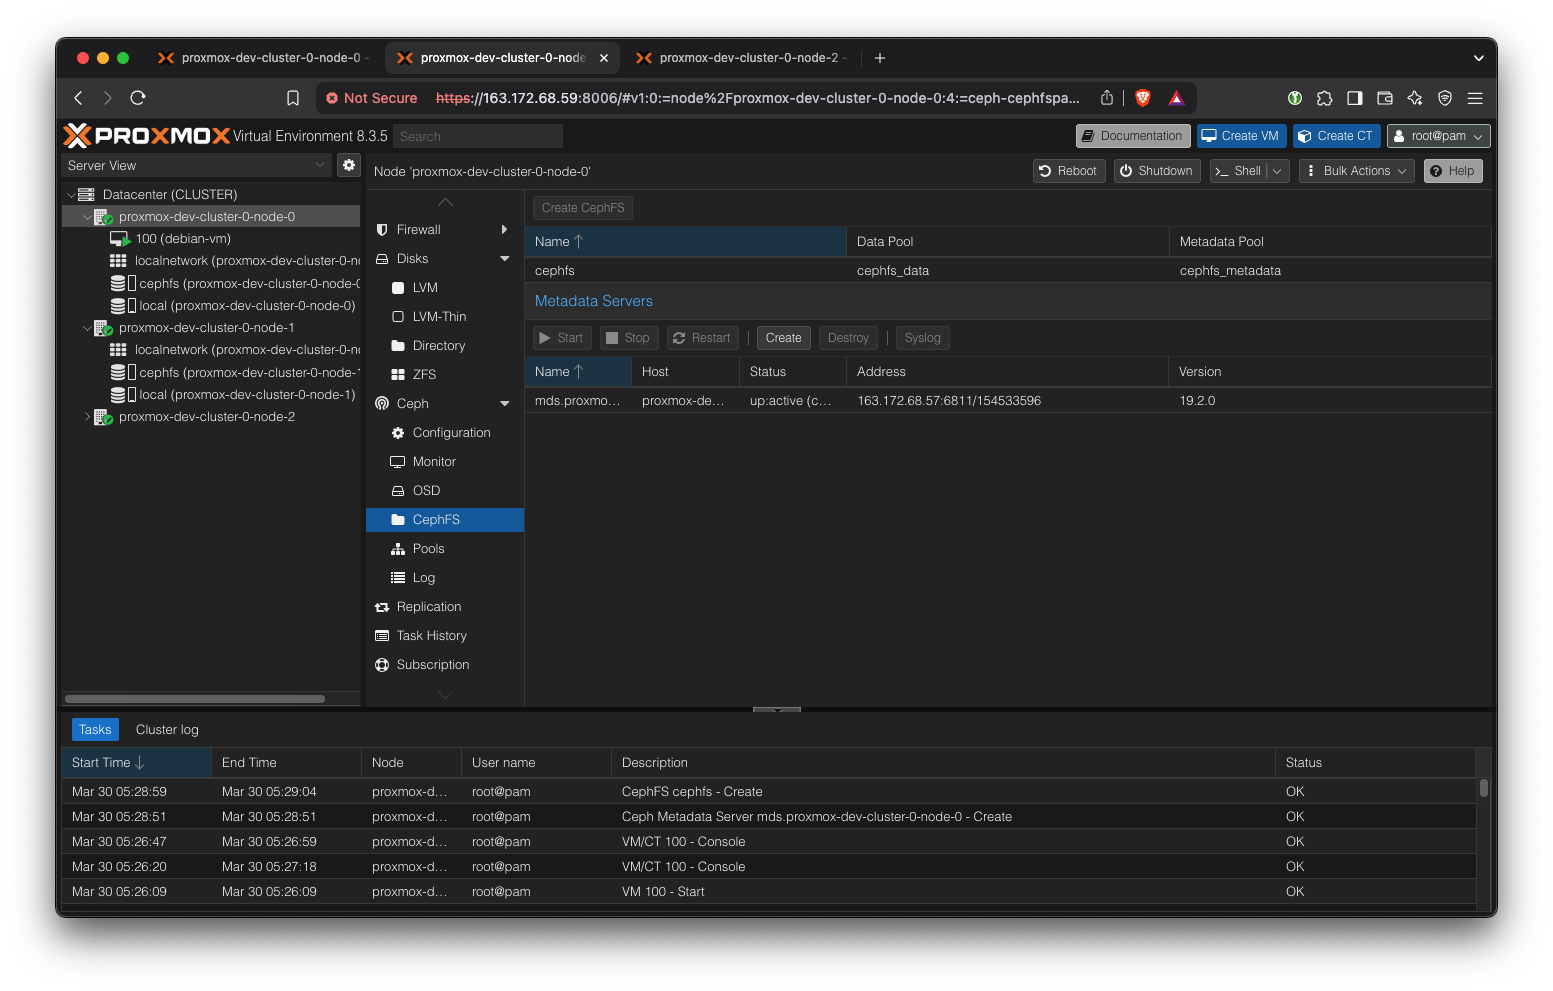 proxmox-dev-cluster-0-node-0 -
proxmox-dev-cluster-0-node
proxmox-dev-cluster-0-node-2 -
Not Secure https://163.172.68.59:8006/#v1:0:=node%2Fproxmox-dev-cluster-0-node-0:4:=ceph-cephfspa...
PROXMOX Virtual Environment 8.3.5
Search
Documentation
Create VM
Create CT
root@pam
Server View
Datacenter (CLUSTER)
proxmox-dev-cluster-0-node-0
100 (debian-vm)
localnetwork (proxmox-dev-cluster-0-no
cephfs (proxmox-dev-cluster-0-node-0
local (proxmox-dev-cluster-0-node-0)
proxmox-dev-cluster-0-node-1
localnetwork (proxmox-dev-cluster-0-no
cephfs (proxmox-dev-cluster-0-node-1
local (proxmox-dev-cluster-0-node-1)
proxmox-dev-cluster-0-node-2
Node 'proxmox-dev-cluster-0-node-0'
Reboot
Shutdown
Shell
Bulk Actions
Help
Firewall
Disks
LVM
LVM-Thin
Directory
ZFS
Ceph
Configuration
Monitor
OSD
CephFS
Pools
Log
Replication
Task History
Subscription
Create CephFS
Name Data Pool Metadata Pool
cephfs cephfs_data cephfs_metadata
Metadata Servers
Start Stop Restart Create Destroy Syslog
Name Host Status Address Version
mds.proxmo... proxmox-de... up:active (c... 163.172.68.57:6811/154533596 19.2.0
Tasks Cluster log
Start Time End Time Node User name Description Status
Mar 30 05:28:59 Mar 30 05:29:04 proxmox-d... root@pam CephFS cephfs - Create OK
Mar 30 05:28:51 Mar 30 05:28:51 proxmox-d... root@pam Ceph Metadata Server mds.proxmox-dev-cluster-0-node-0 - Create OK
Mar 30 05:26:47 Mar 30 05:26:59 proxmox-d... root@pam VM/CT 100 - Console OK
Mar 30 05:26:20 Mar 30 05:27:18 proxmox-d... root@pam VM/CT 100 - Console OK
Mar 30 05:26:09 Mar 30 05:26:09 proxmox-d... root@pam VM 100 - Start OK